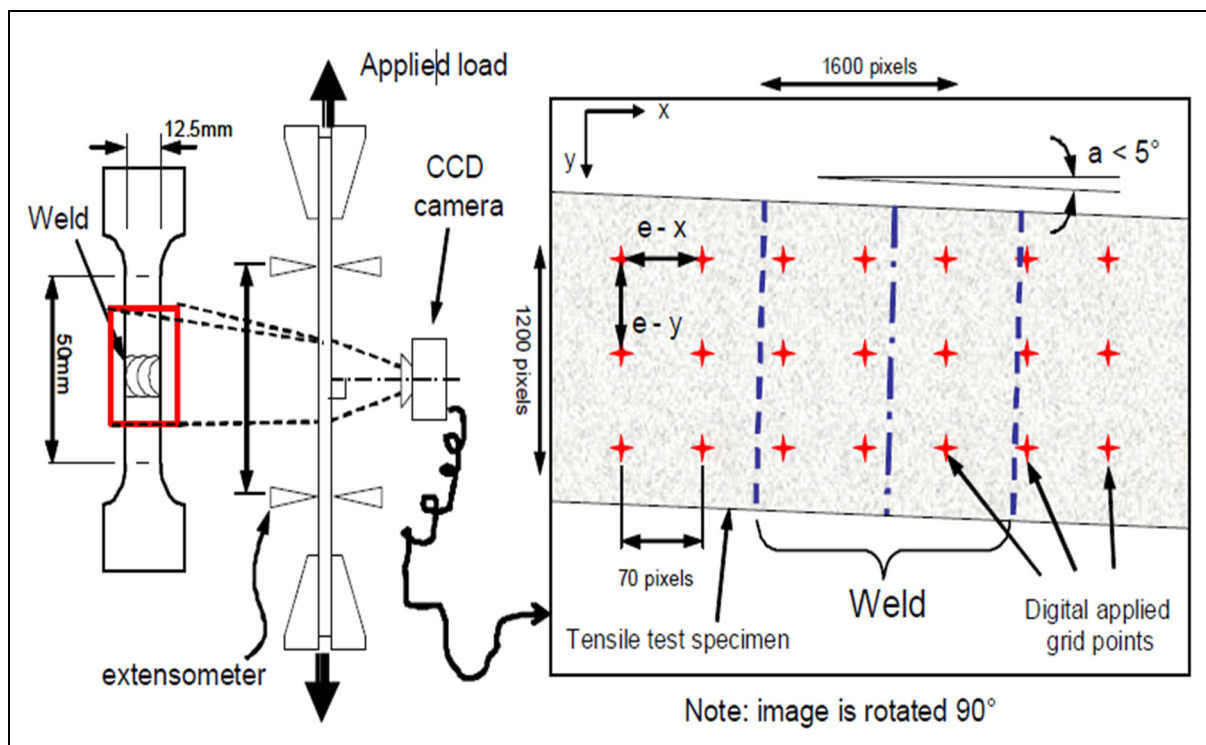 Applied load
12.5mm
CCD
camera
Weld
50mm
extensometer
1600 pixels
x
y
a < 5°
e - x
e - y
1200 pixels
70 pixels
Weld
Tensile test specimen
Digital applied
grid points
Note: image is rotated 90°